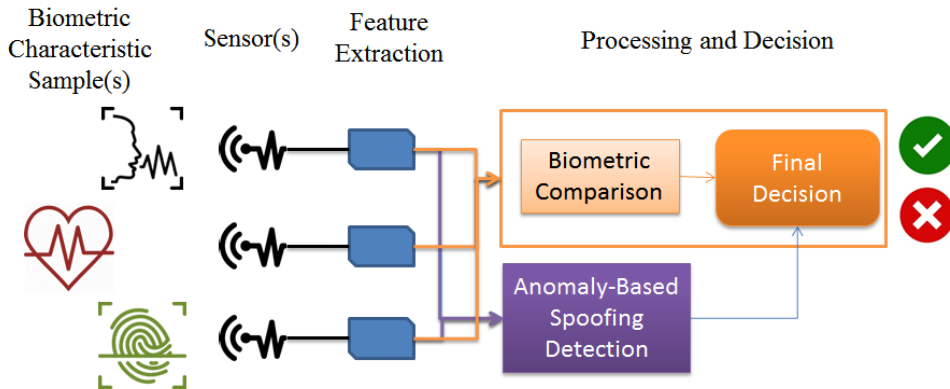 Biometric
Characteristic
Sample(s)
Sensor(s)
Feature
Extraction
Processing and Decision
Biometric
Comparison
Final
Decision
Anomaly-Based
Spoofing
Detection